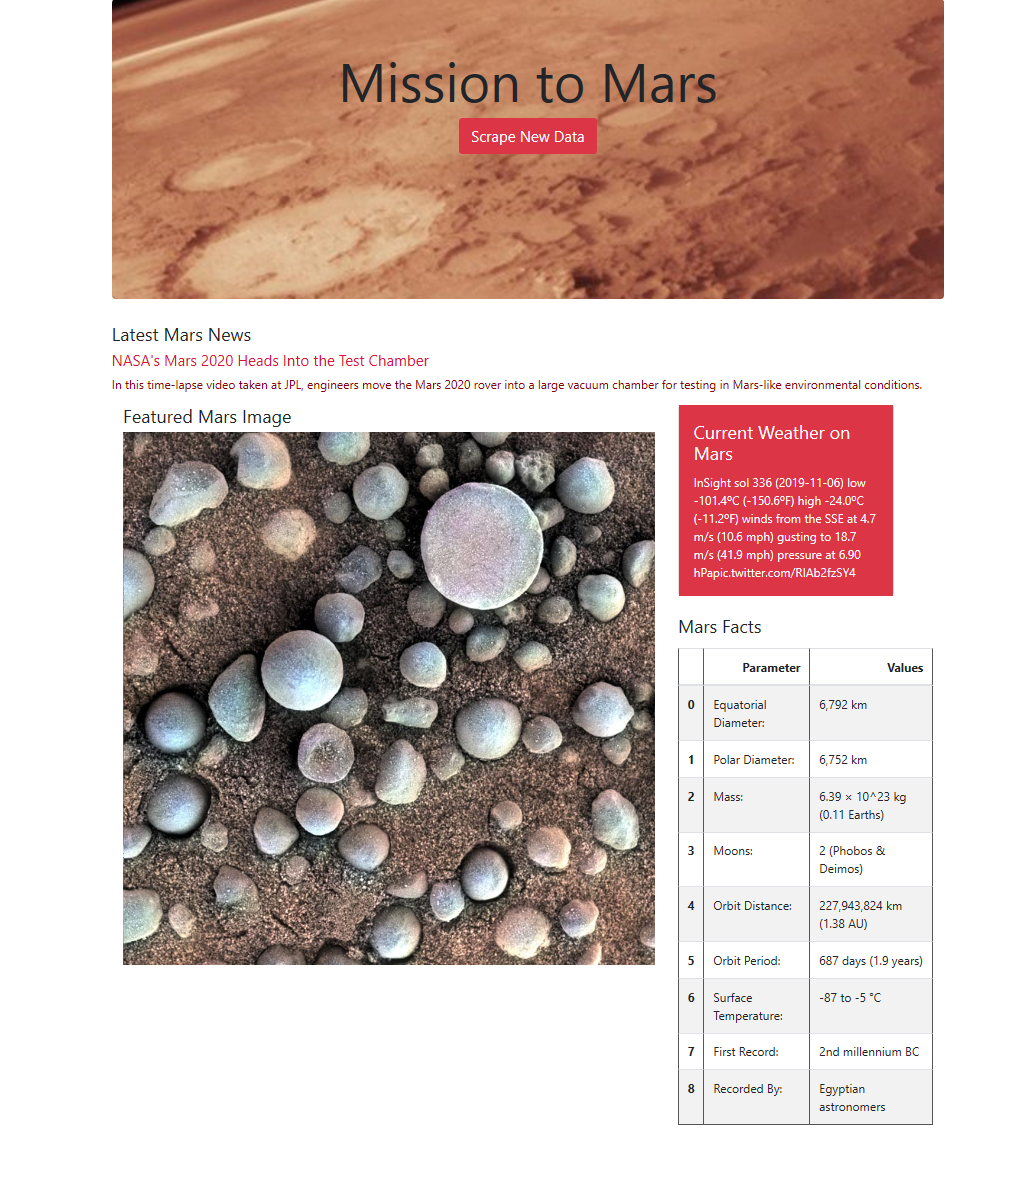 Mission to Mars
Scrape New Data
Latest Mars News
NASA's Mars 2020 Heads Into the Test Chamber
In this time-lapse video taken at JPL, engineers move the Mars 2020 rover into a large vacuum chamber for testing in Mars-like environmental conditions.
Featured Mars Image
Current Weather on
Mars
InSight sol 336 (2019-11-06) low
-101.4ºC (-150.6ºF) high -24.0ºC
(-11.2ºF) winds from the SSE at 4.7
m/s (10.6 mph) gusting to 18.7
m/s (41.9 mph) pressure at 6.90
hPapic.twitter.com/RlAb2fzSY4
Mars Facts
Parameter Values
0 Equatorial Diameter: 6,792 km
1 Polar Diameter: 6,752 km
2 Mass: 6.39 × 10^23 kg (0.11 Earths)
3 Moons: 2 (Phobos & Deimos)
4 Orbit Distance: 227,943,824 km (1.38 AU)
5 Orbit Period: 687 days (1.9 years)
6 Surface Temperature: -87 to -5 °C
7 First Record: 2nd millennium BC
8 Recorded By: Egyptian astronomers